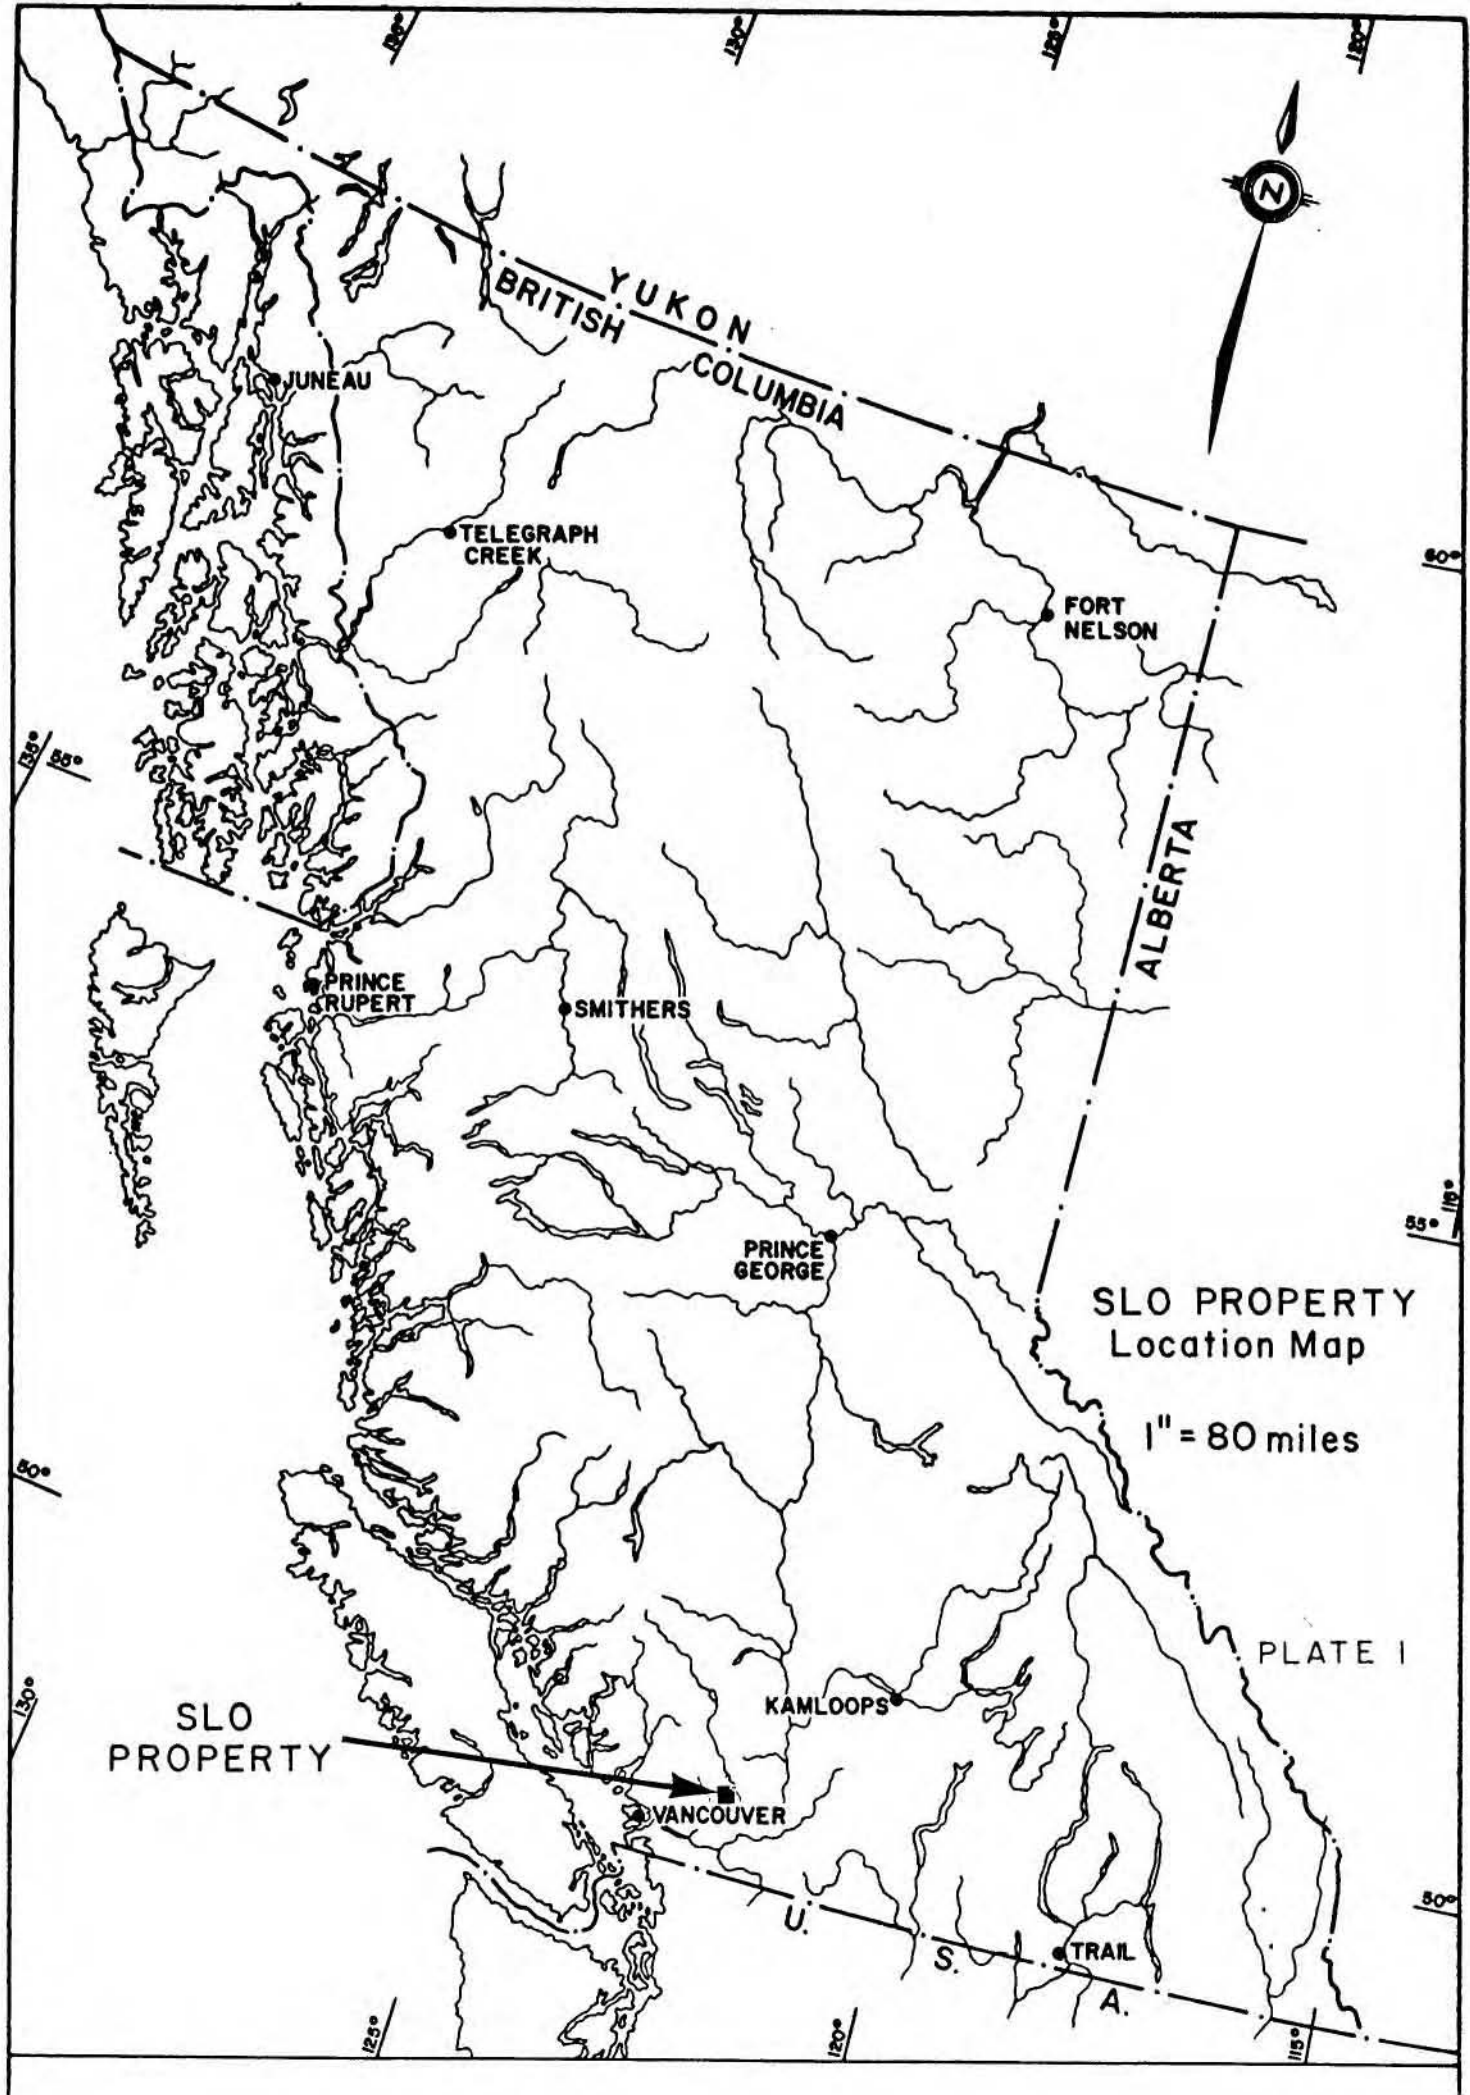 135°
130°
125°
120°
N
YUKON
BRITISH
COLUMBIA
JUNEAU
TELEGRAPH
CREEK
60°
FORT
NELSON
135°
55°
ALBERTA
PRINCE
RUPERT
SMITHERS
55°
PRINCE
GEORGE
SLO PROPERTY
Location Map
1" = 80 miles
50°
PLATE 1
130°
KAMLOOPS
SLO
PROPERTY
VANCOUVER
50°
U. S. A.
TRAIL
125°
120°
115°